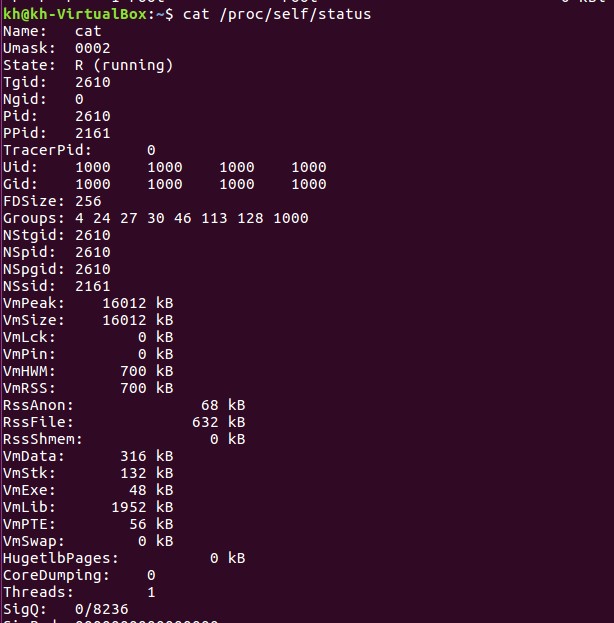 kh@kh-VirtualBox:~$ cat /proc/self/status
Name:   cat
Umask:  0002
State:  R (running)
Tgid:   2610
Ngid:   0
Pid:    2610
PPid:   2161
TracerPid:      0
Uid:    1000    1000    1000    1000
Gid:    1000    1000    1000    1000
FDSize: 256
Groups: 4 24 27 30 46 113 128 1000
NStgid: 2610
NSpid:  2610
NSpgid: 2610
NSsid:  2161
VmPeak:    16012 kB
VmSize:    16012 kB
VmLck:         0 kB
VmPin:         0 kB
VmHWM:       700 kB
VmRSS:       700 kB
RssAnon:              68 kB
RssFile:             632 kB
RssShmem:              0 kB
VmData:      316 kB
VmStk:       132 kB
VmExe:        48 kB
VmLib:      1952 kB
VmPTE:        56 kB
VmSwap:        0 kB
HugetlbPages:          0 kB
CoreDumping:    0
Threads:        1
SigQ:   0/8236